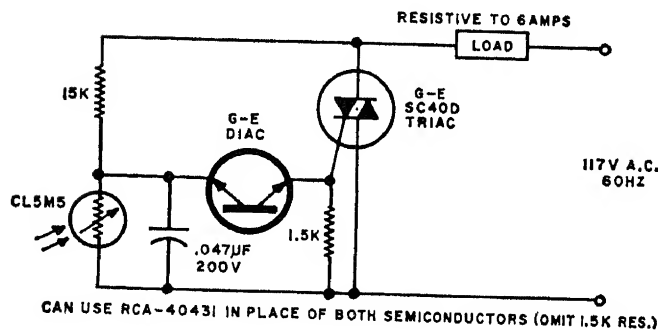 RESISTIVE TO 6AMPS
LOAD
15K
G-E
DIAC
G-E
SC40D
TRIAC
117V A.C.
60HZ
CL5M5
.047µF
200V
1.5K
CAN USE RCA-40431 IN PLACE OF BOTH SEMICONDUCTORS (OMIT 1.5K RES.)